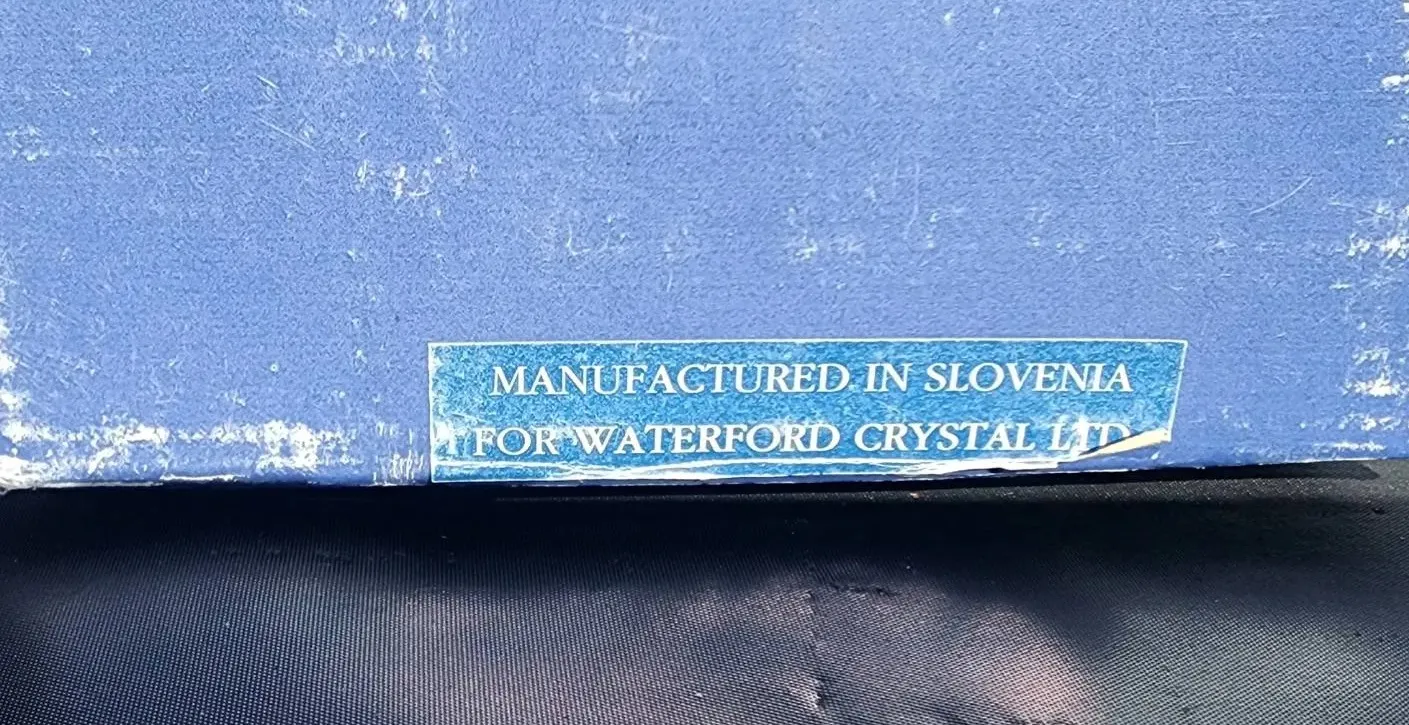 MANUFACTURED IN SLOVENIA
FOR WATERFORD CRYSTAL LTD